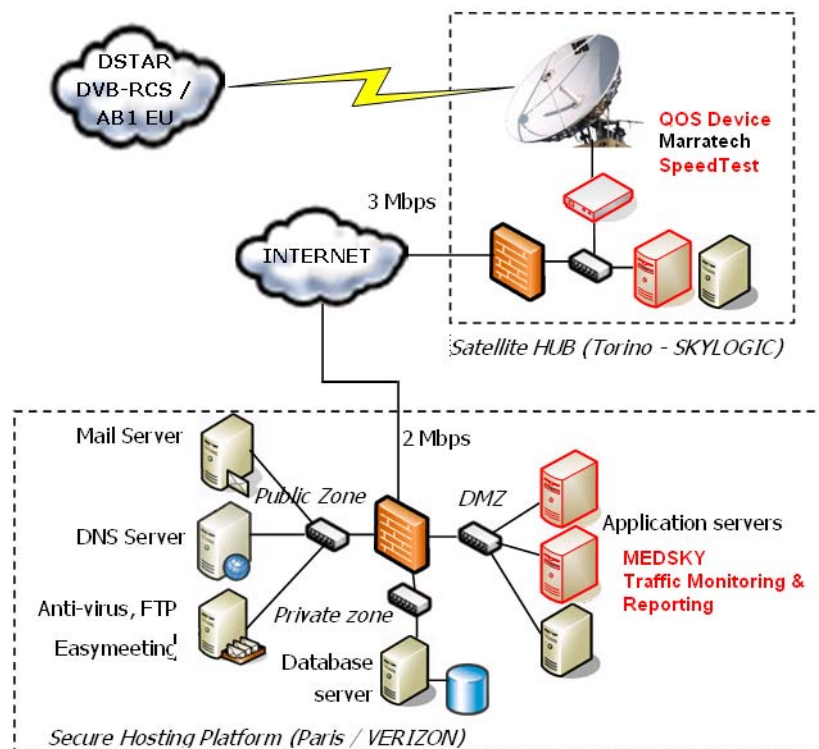 DSTAR
DVB-RCS /
AB1 EU
QOS Device
Marratech
SpeedTest
3 Mbps
INTERNET
Satellite HUB (Torino - SKYLOGIC)
Mail Server
2 Mbps
Public Zone
DMZ
DNS Server
Application servers
MEDSKY
Traffic Monitoring &
Reporting
Anti-virus, FTP
Easymeeting
Private zone
Database
server
Secure Hosting Platform (Paris / VERIZON)